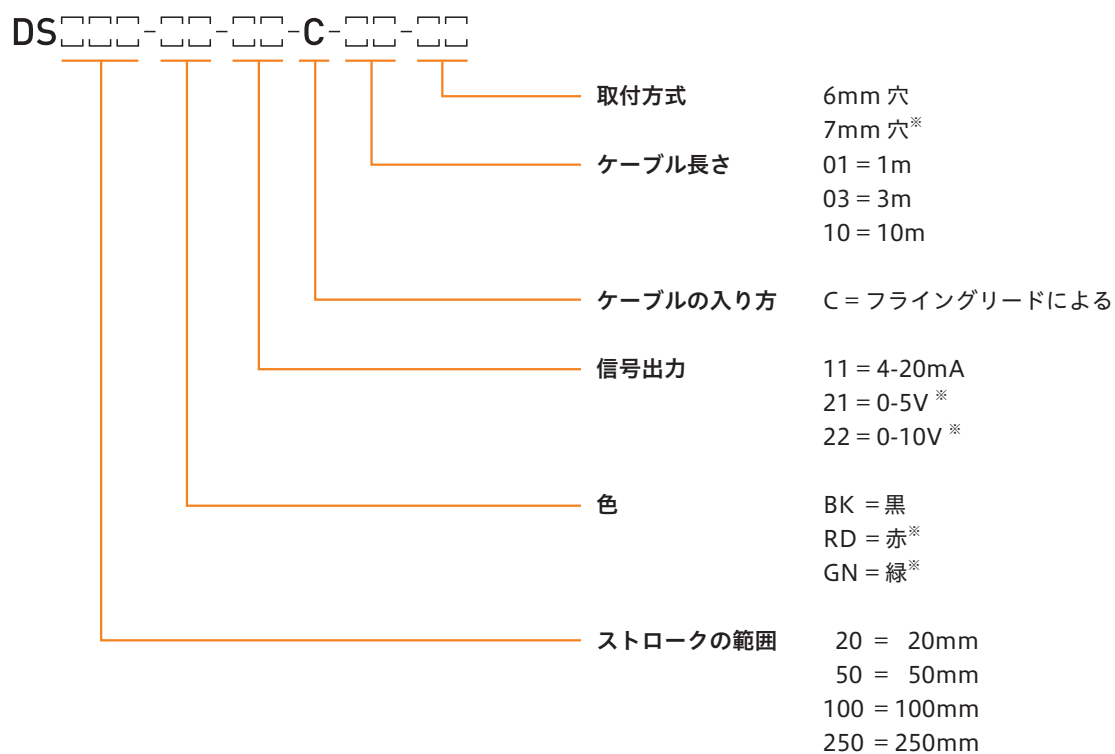 DS□□□-□□-□□-C-□□-□□
取付方式 6mm 穴
7mm 穴※
ケーブル長さ 01 = 1m
03 = 3m
10 = 10m
ケーブルの入り方 C = フライングリードによる
信号出力 11 = 4-20mA
21 = 0-5V ※
22 = 0-10V ※
色 BK = 黒
RD = 赤※
GN = 緑※
ストロークの範囲 20 = 20mm
50 = 50mm
100 = 100mm
250 = 250mm